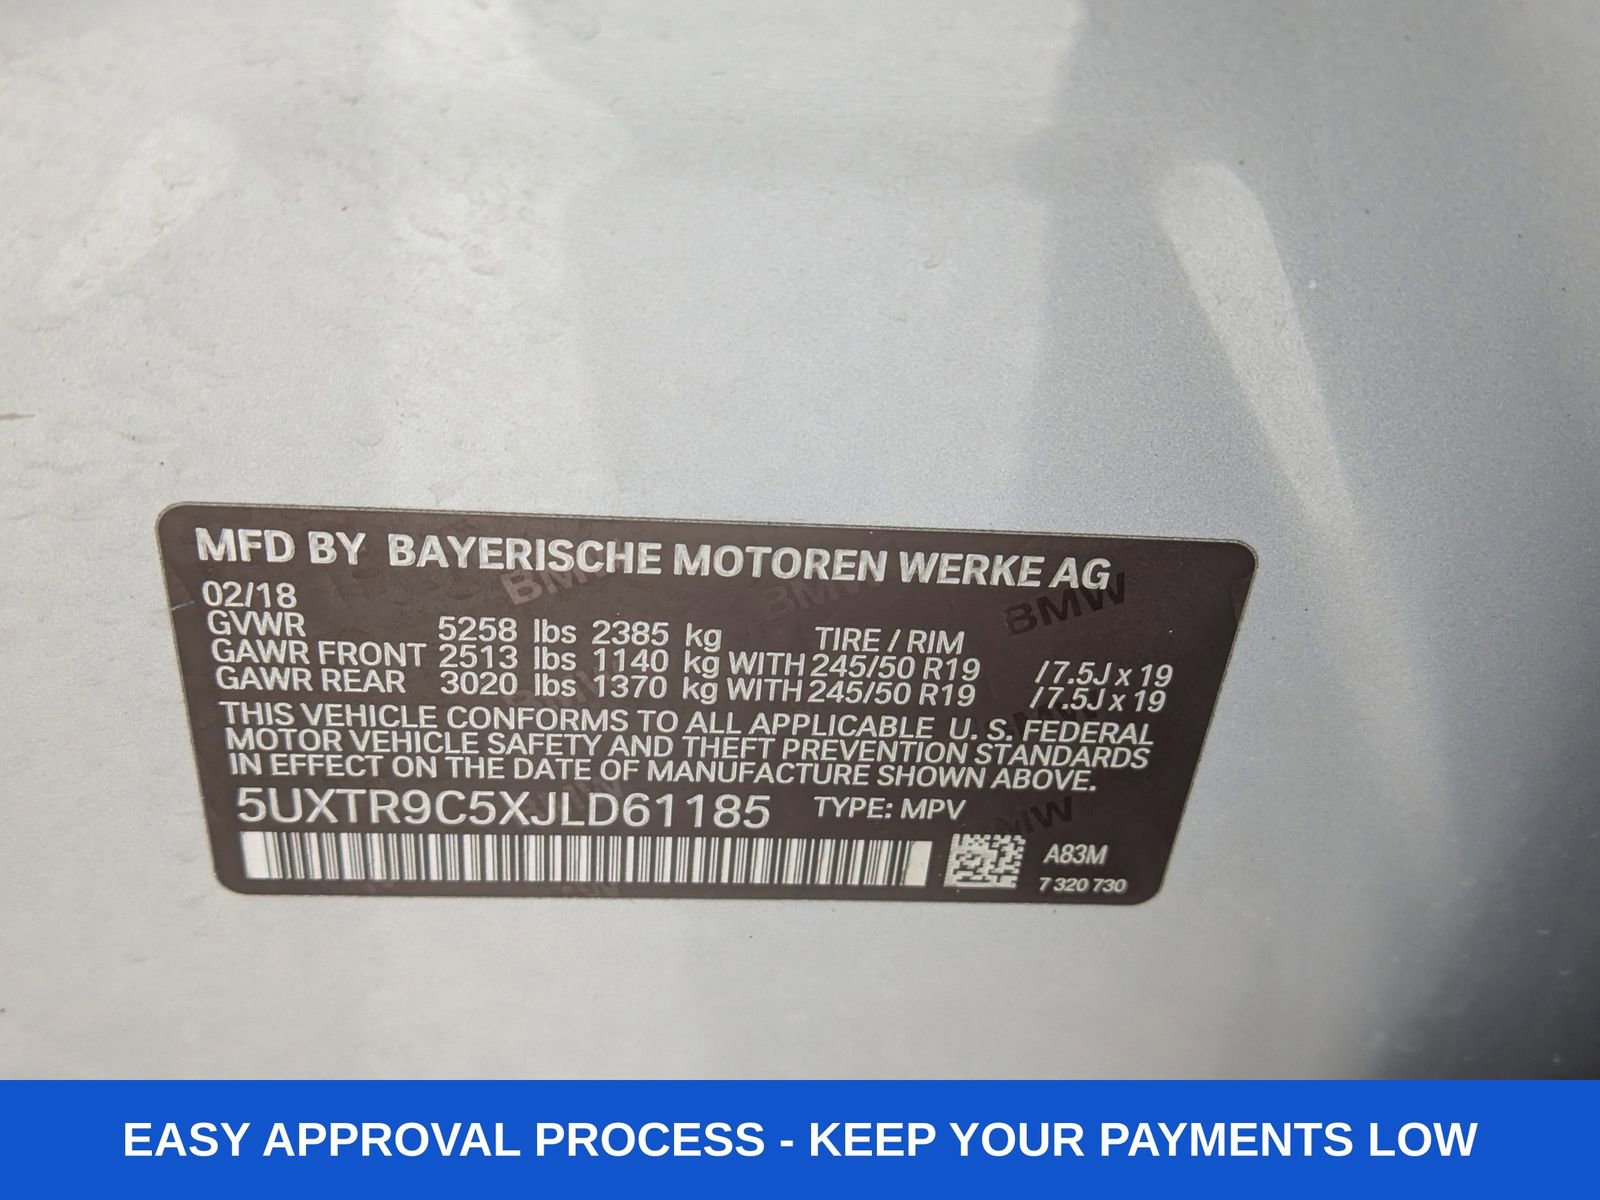 MFD BY BAYERISCHE MOTOREN WERKE AG
02/18
GVWR 5258 lbs 2385 kg TIRE / RIM
GAWR FRONT 2513 lbs 1140 kg WITH 245/50 R19 / 7.5J x 19
GAWR REAR 3020 lbs 1370 kg WITH 245/50 R19 / 7.5J x 19
THIS VEHICLE CONFORMS TO ALL APPLICABLE U. S. FEDERAL
MOTOR VEHICLE SAFETY AND THEFT PREVENTION STANDARDS
IN EFFECT ON THE DATE OF MANUFACTURE SHOWN ABOVE.
5UXTR9C5XJLD61185 TYPE: MPV
A83M
7 320 730
EASY APPROVAL PROCESS - KEEP YOUR PAYMENTS LOW